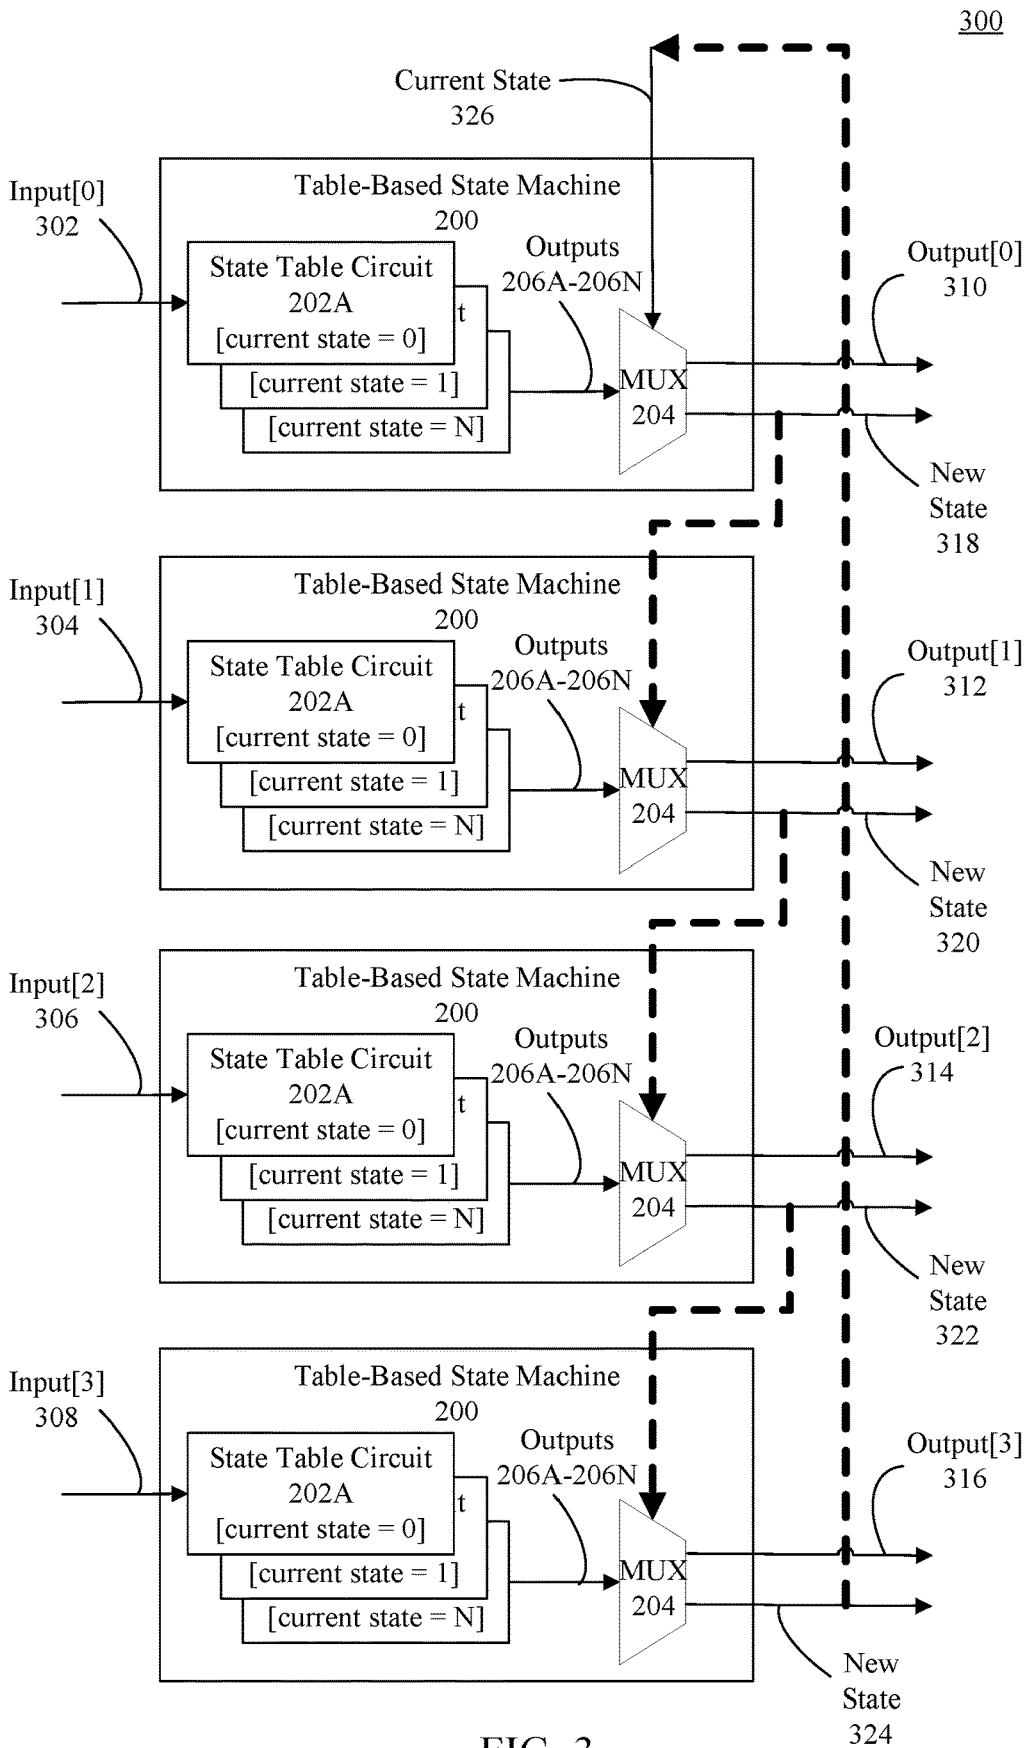 300
Current State
326
Input[0]
302
Table-Based State Machine
200
State Table Circuit
202A
[current state = 0]
t
[current state = 1]
[current state = N]
Outputs
206A-206N
MUX
204
Output[0]
310
New
State
318
Input[1]
304
Table-Based State Machine
200
State Table Circuit
202A
[current state = 0]
t
[current state = 1]
[current state = N]
Outputs
206A-206N
MUX
204
Output[1]
312
New
State
320
Input[2]
306
Table-Based State Machine
200
State Table Circuit
202A
[current state = 0]
t
[current state = 1]
[current state = N]
Outputs
206A-206N
MUX
204
Output[2]
314
New
State
322
Input[3]
308
Table-Based State Machine
200
State Table Circuit
202A
[current state = 0]
t
[current state = 1]
[current state = N]
Outputs
206A-206N
MUX
204
Output[3]
316
New
State
324
FIG. 3